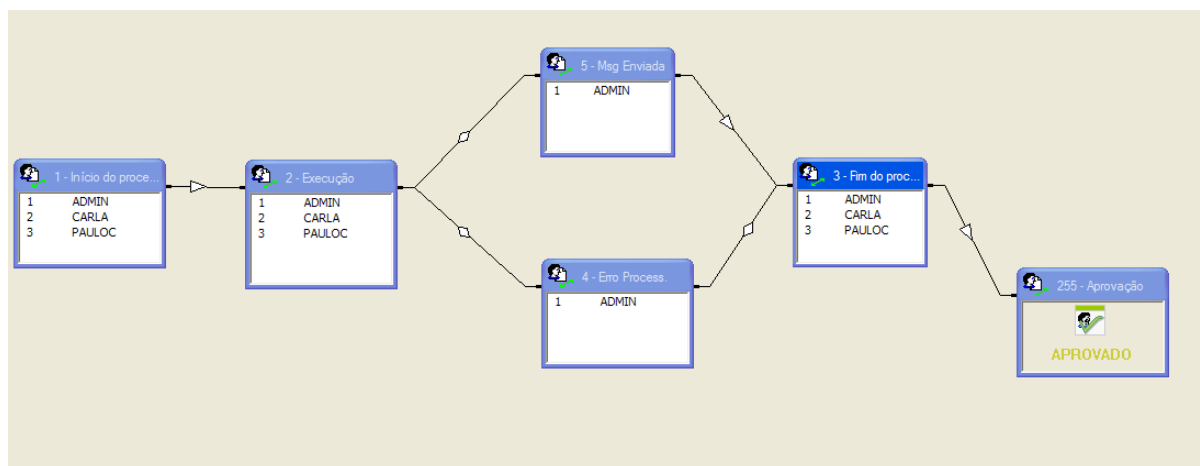 1 - Início do proce...
1 ADMIN
2 CARLA
3 PAULOC
2 - Execução
1 ADMIN
2 CARLA
3 PAULOC
5 - Msg Enviada
1 ADMIN
4 - Erro Process.
1 ADMIN
3 - Fim do proc...
1 ADMIN
2 CARLA
3 PAULOC
255 - Aprovação
APROVADO